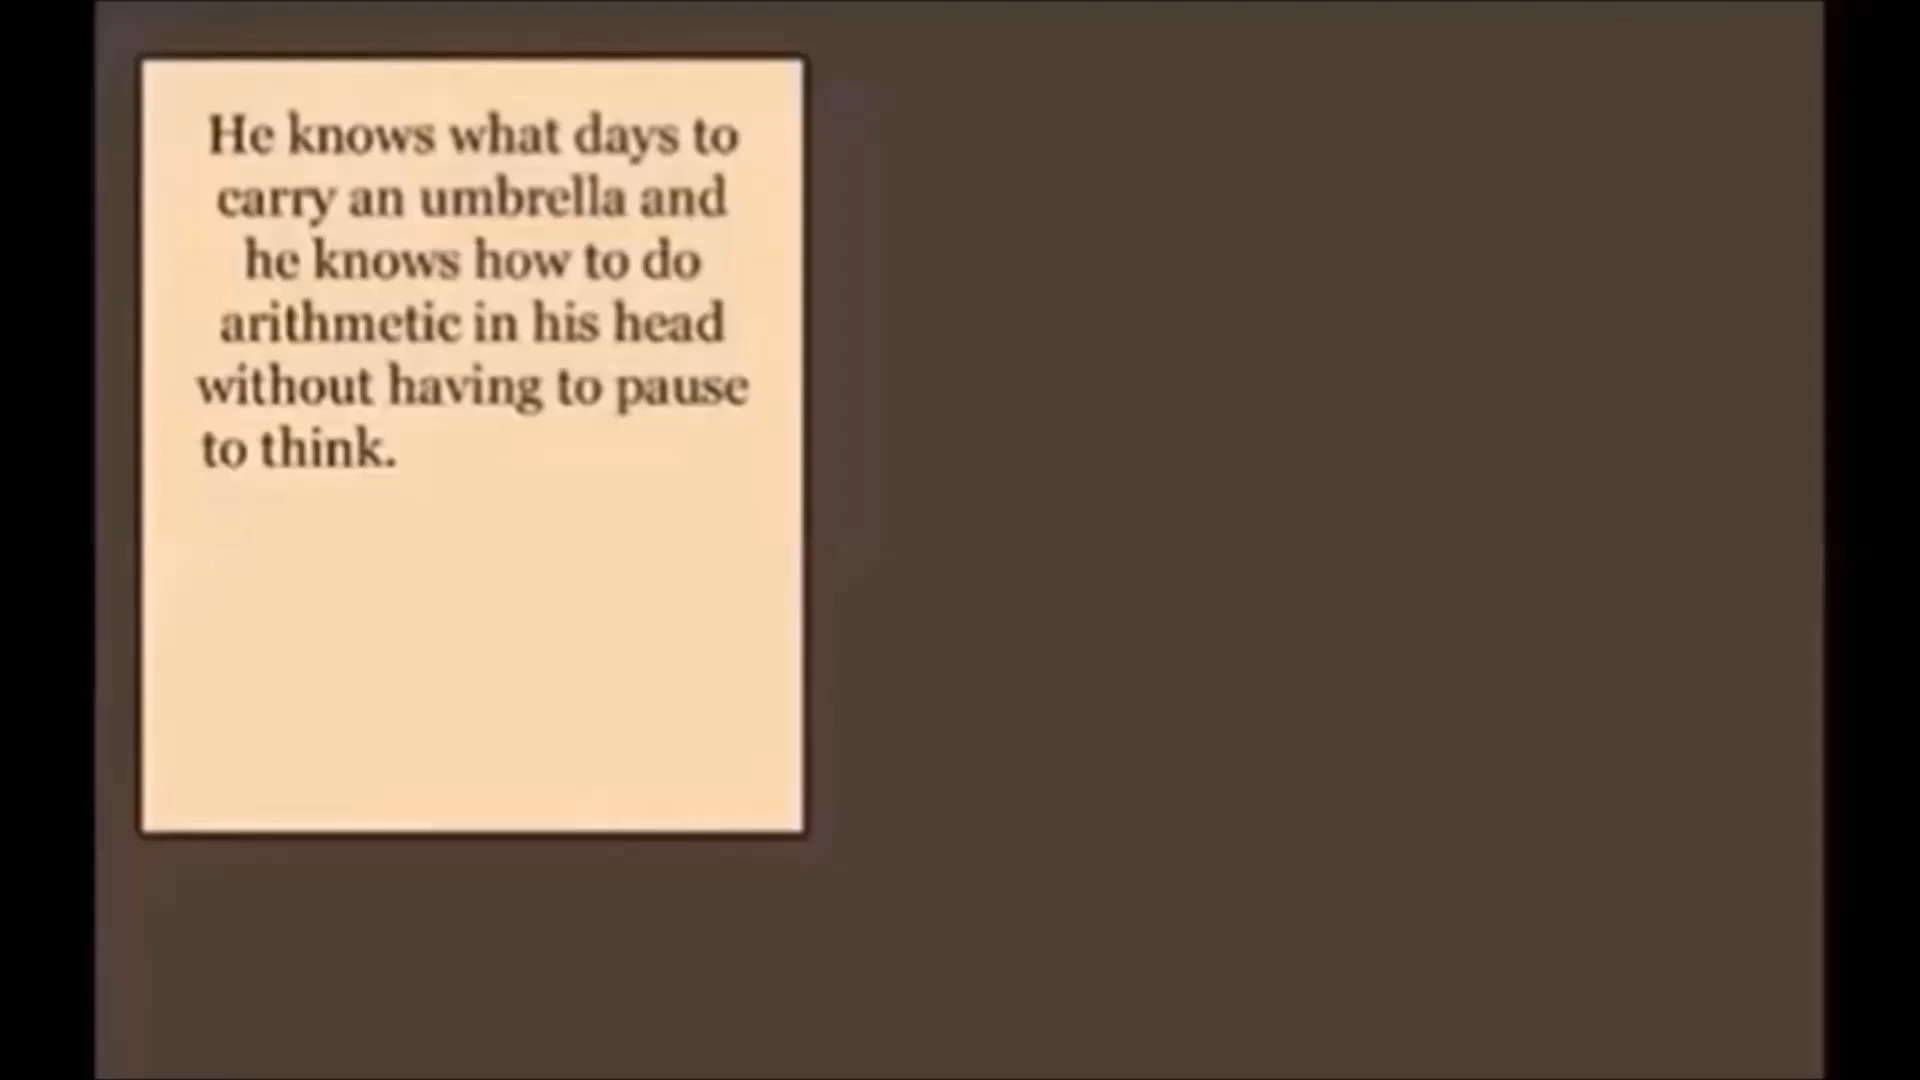 He knows what days to
carry an umbrella and
he knows how to do
arithmetic in his head
without having to pause
to think.